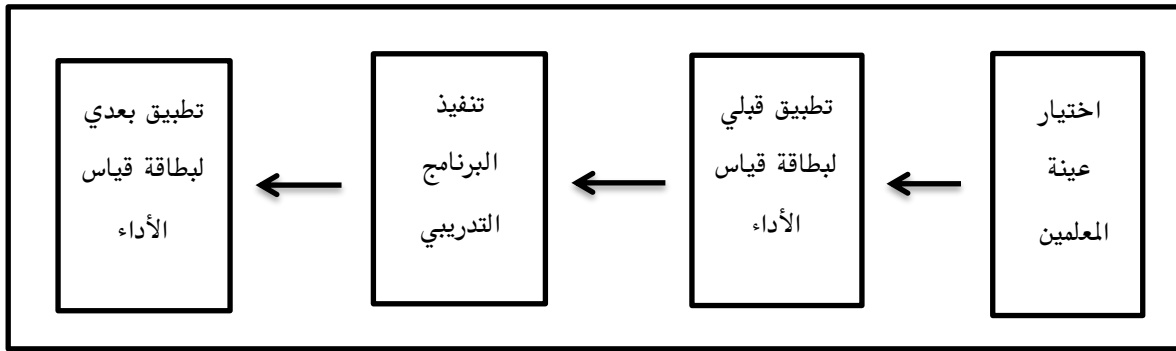 اختيار
عينة
المعلمين
تطبيق قبلي
لبطاقة قياس
الأداء
تنفيذ
البرنامج
التدريبي
تطبيق بعدي
لبطاقة قياس
الأداء